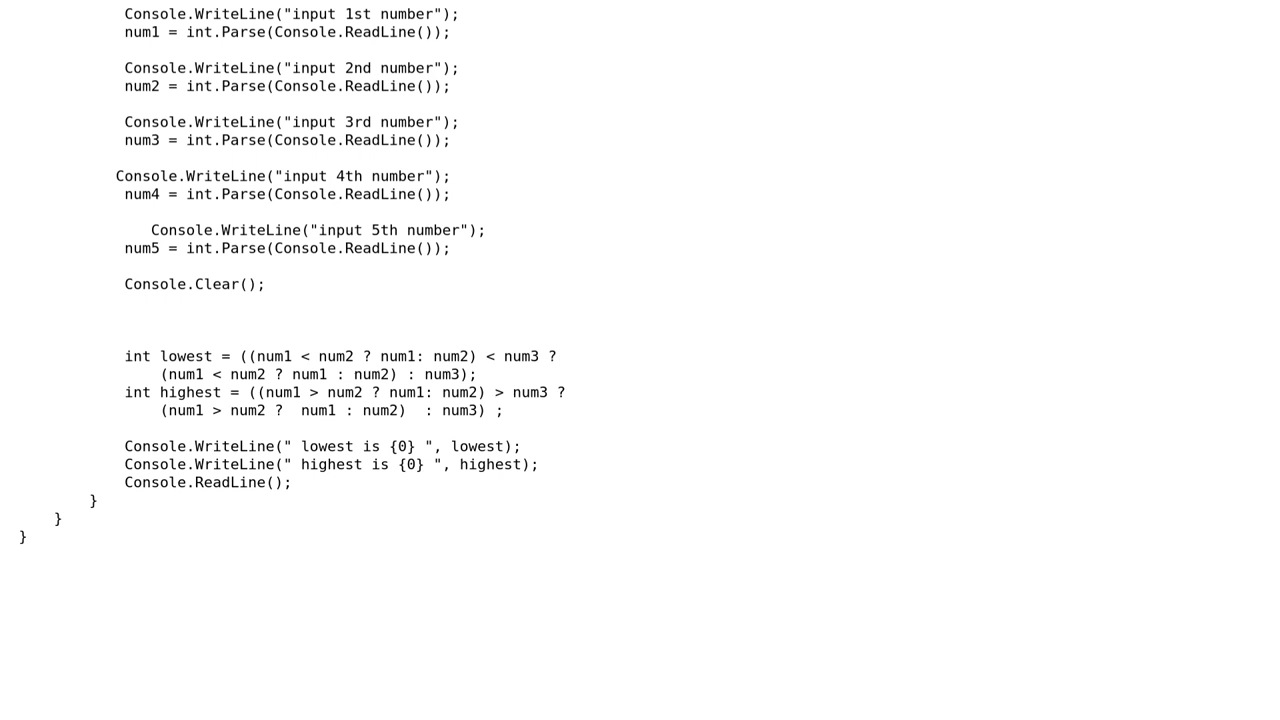 Console.WriteLine("input 1st number");
num1 = int.Parse(Console.ReadLine());
Console.WriteLine("input 2nd number");
num2 = int.Parse(Console.ReadLine());
Console.WriteLine("input 3rd number");
num3 = int.Parse(Console.ReadLine());
Console.WriteLine("input 4th number");
num4 = int.Parse(Console.ReadLine());
Console.WriteLine("input 5th number");
num5 = int.Parse(Console.ReadLine());
Console.Clear();
int lowest = ((num1 < num2 ? num1: num2) < num3 ?
(num1 < num2 ? num1 : num2) : num3);
int highest = ((num1 > num2 ? num1: num2) > num3 ?
(num1 > num2 ?  num1 : num2)  : num3) ;
Console.WriteLine(" lowest is {0} ", lowest);
Console.WriteLine(" highest is {0} ", highest);
Console.ReadLine();
}
}
}